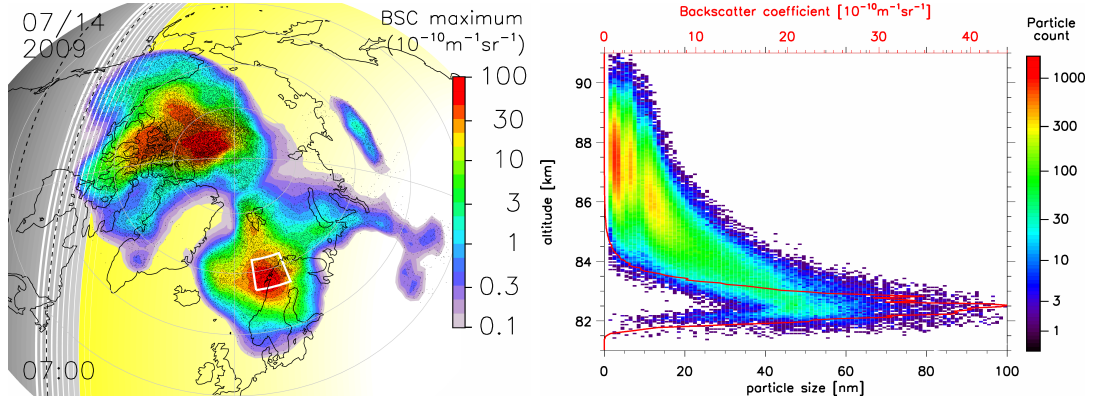 07/14
2009
BSC maximum
(10⁻¹⁰m⁻¹sr⁻¹)
100
30
10
3
1
0.3
0.1
07:00
Backscatter coefficient [10⁻¹⁰m⁻¹sr⁻¹]
0 10 20 30 40
Particle
count
altitude [km]
90
88
86
84
82
0 20 40 60 80 100
particle size [nm]
1000
300
100
30
10
3
1